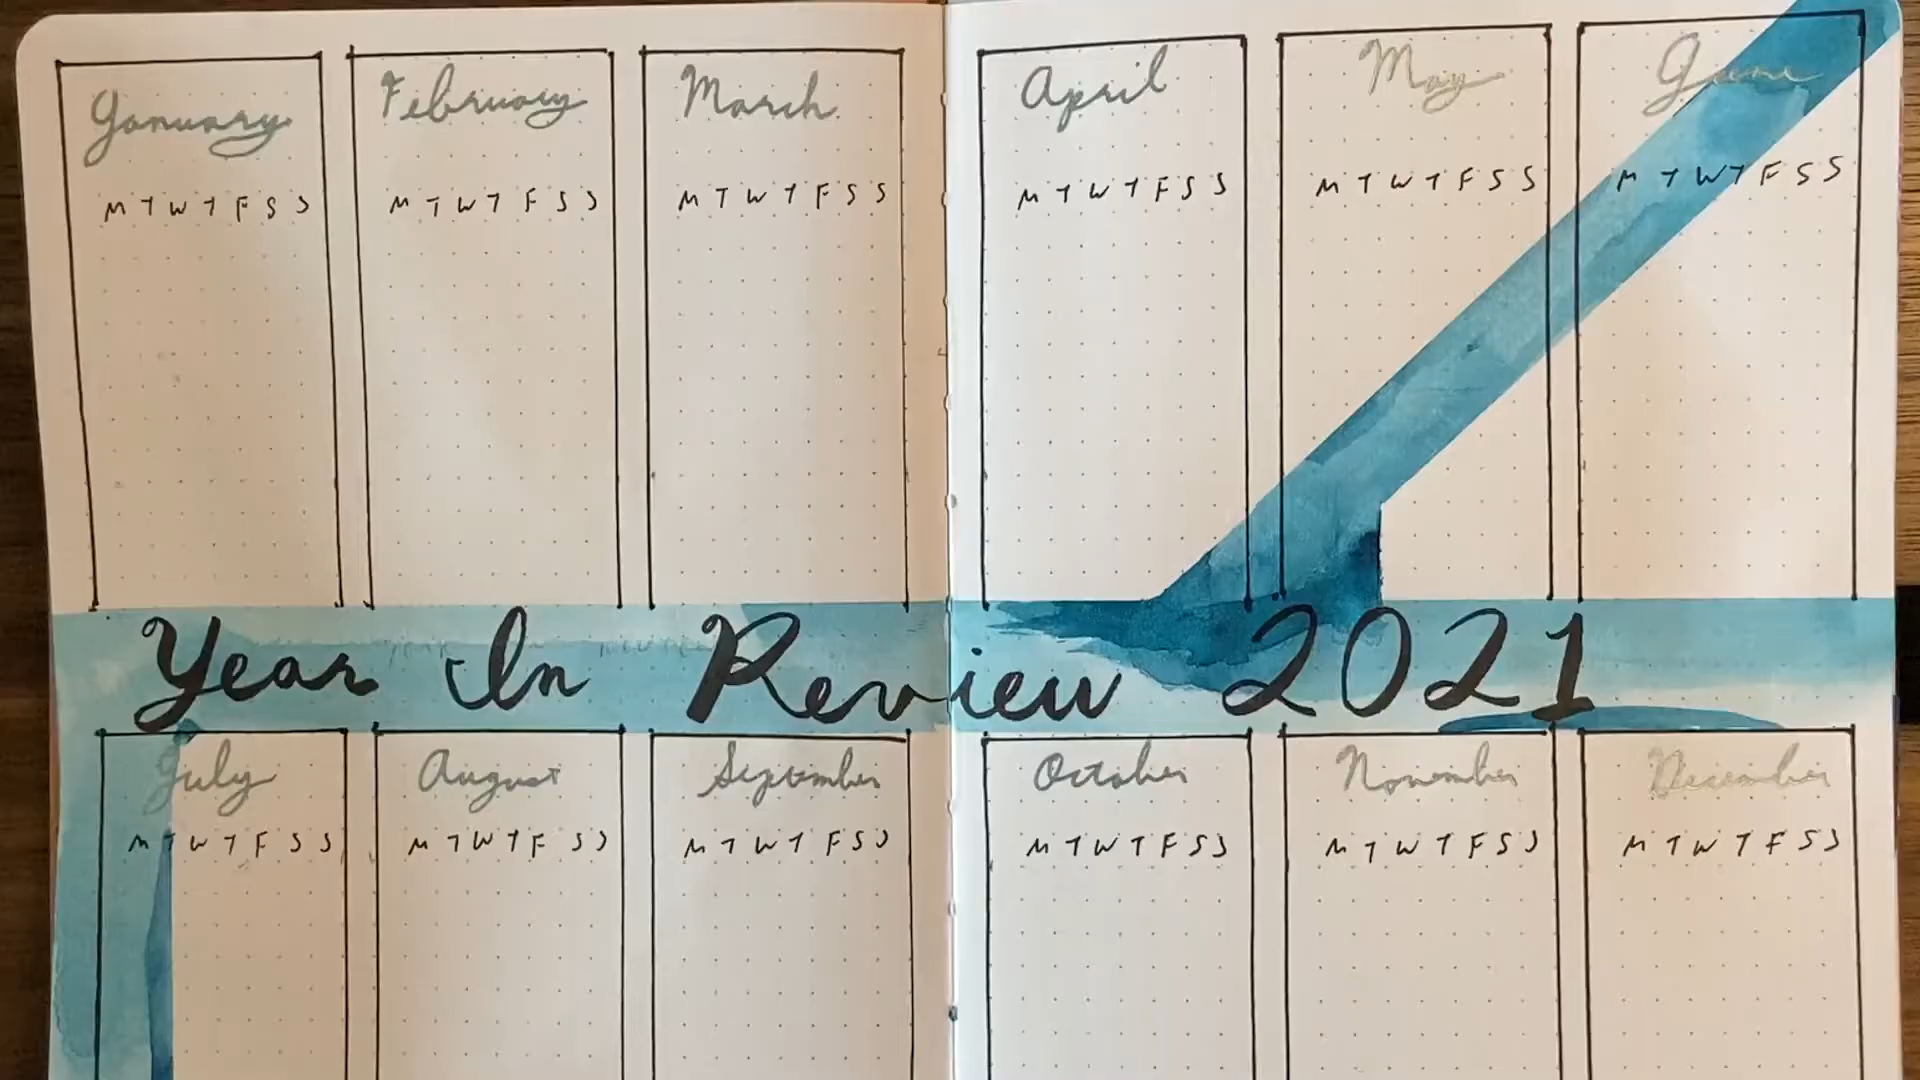 January February March April May June
M T W T F S S M T W T F S S M T W T F S S M T W T F S S M T W T F S S M T W T F S S
Year In Review 2021
July August September October November December
M T W T F S S M T W T F S S M T W T F S S M T W T F S S M T W T F S S M T W T F S S